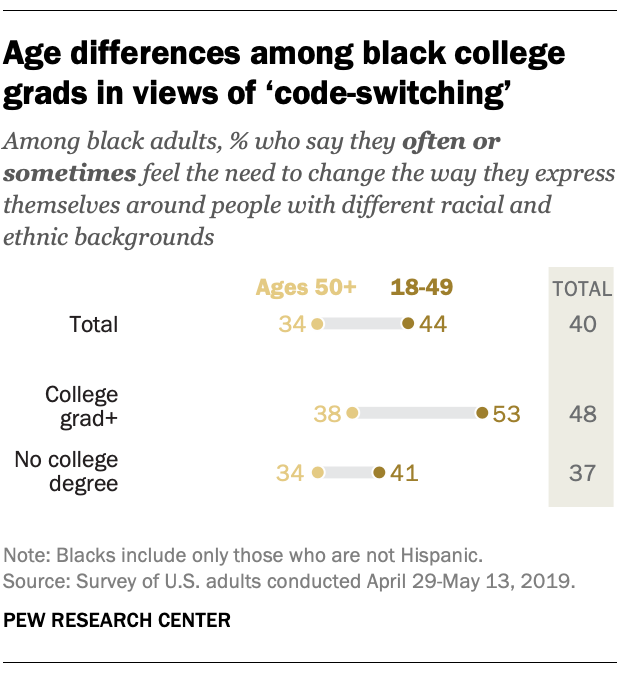 Age differences among black college
grads in views of ‘code-switching’
Among black adults, % who say they often or
sometimes feel the need to change the way they express
themselves around people with different racial and
ethnic backgrounds
Ages 50+ 18-49 TOTAL
Total 34 44 40
College
grad+ 38 53 48
No college
degree 34 41 37
Note: Blacks include only those who are not Hispanic.
Source: Survey of U.S. adults conducted April 29-May 13, 2019.
PEW RESEARCH CENTER